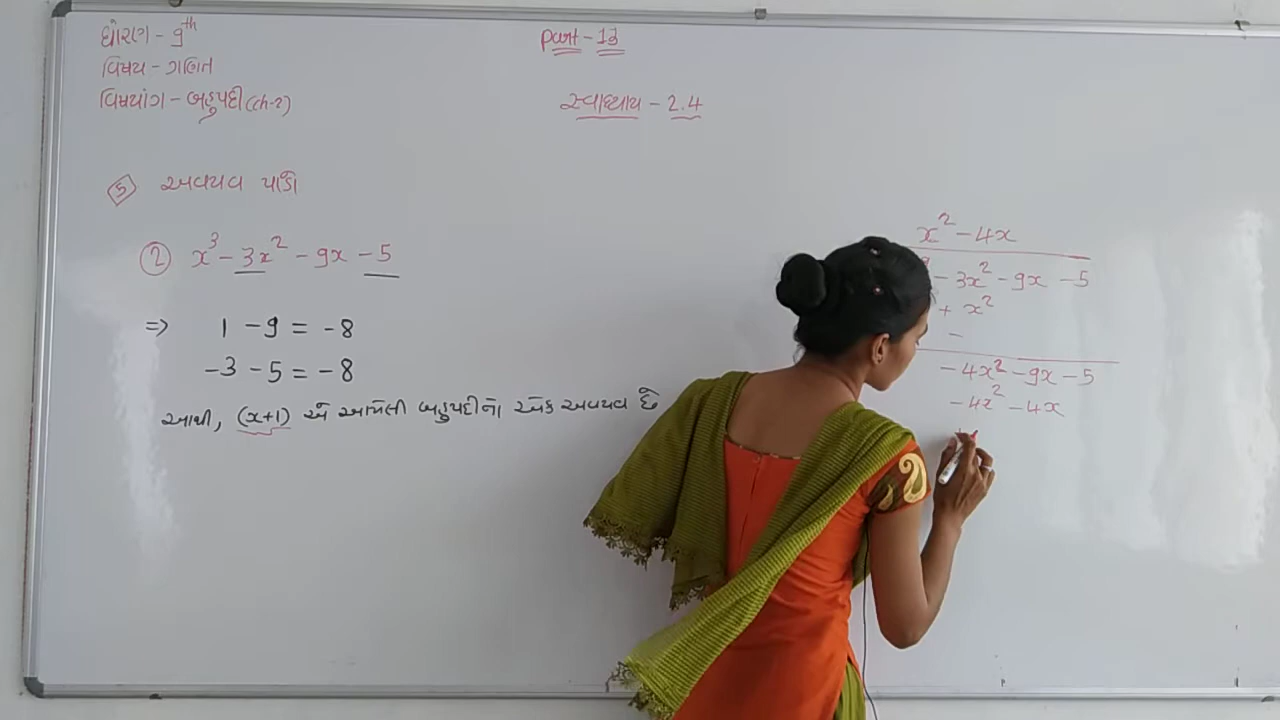 ધોરણ - 9th
વિષય - ગણિત
વિષયાંગ - બહુપદી (ch-2)
Part - 13
સ્વાધ્યાય - 2.4
5 અવયવ પાડો
2 x³ - 3x² - 9x - 5
⇒ 1 - 9 = -8
-3 - 5 = -8
આથી, (x+1) એ આપેલી બહુપદીનો એક અવયવ છે
x² - 4x
- 3x² - 9x - 5
+ x²
-
- 4x² - 9x - 5
- 4x² - 4x
+